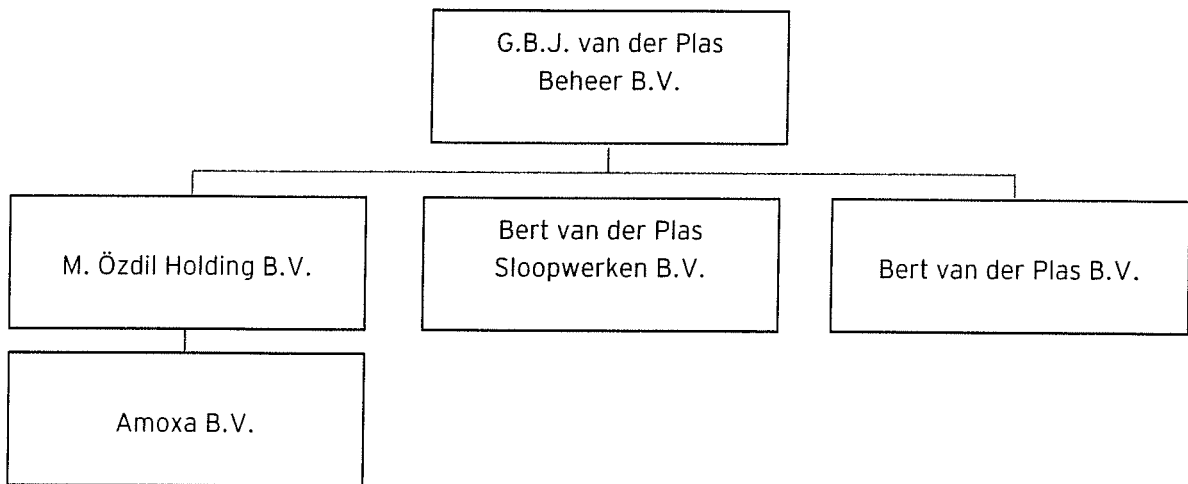 G.B.J. van der Plas
Beheer B.V.
M. Özdil Holding B.V.
Bert van der Plas
Sloopwerken B.V.
Bert van der Plas B.V.
Amoxa B.V.